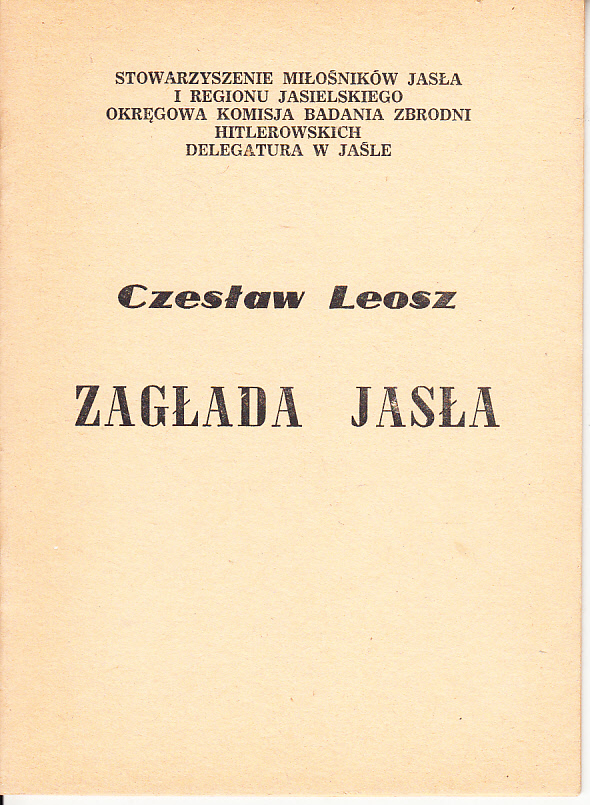 STOWARZYSZENIE MIŁOŚNIKÓW JASŁA
I REGIONU JASIELSKIEGO
OKRĘGOWA KOMISJA BADANIA ZBRODNI
HITLEROWSKICH
DELEGATURA W JAŚLE
Czesław Leosz
ZAGŁADA JASŁA